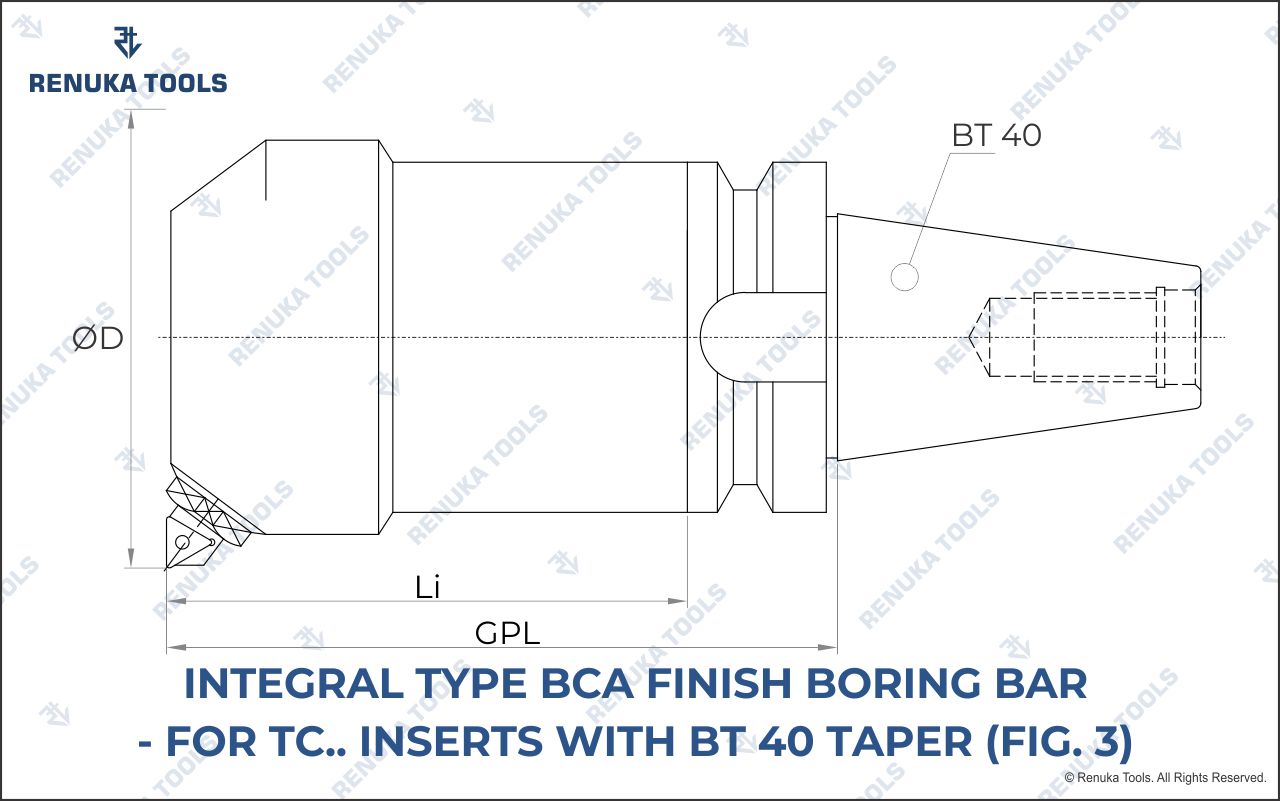 RENUKA TOOLS
BT 40
ØD
Li
GPL
INTEGRAL TYPE BCA FINISH BORING BAR
- FOR TC.. INSERTS WITH BT 40 TAPER (FIG. 3)
© Renuka Tools. All Rights Reserved.